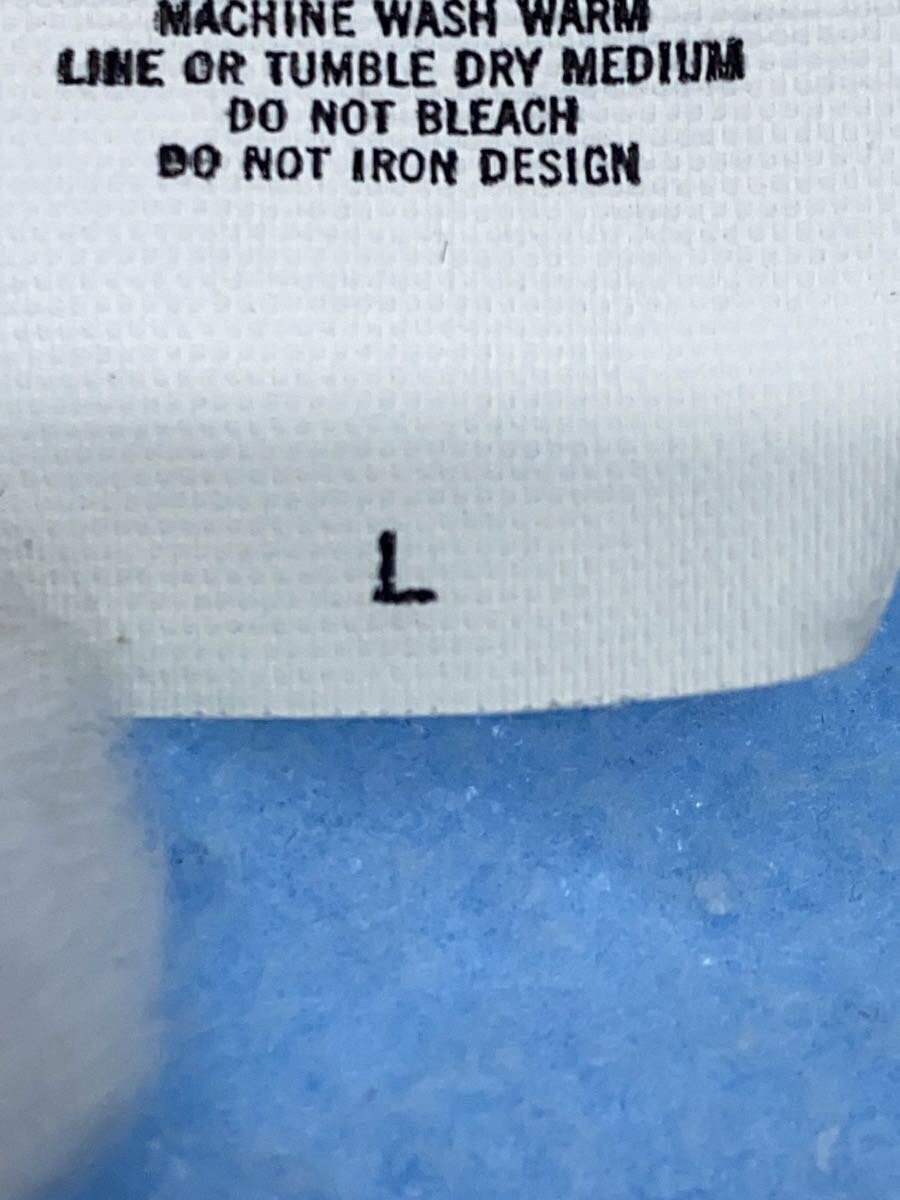 MACHINE WASH WARM
LINE OR TUMBLE DRY MEDIUM
DO NOT BLEACH
DO NOT IRON DESIGN
L